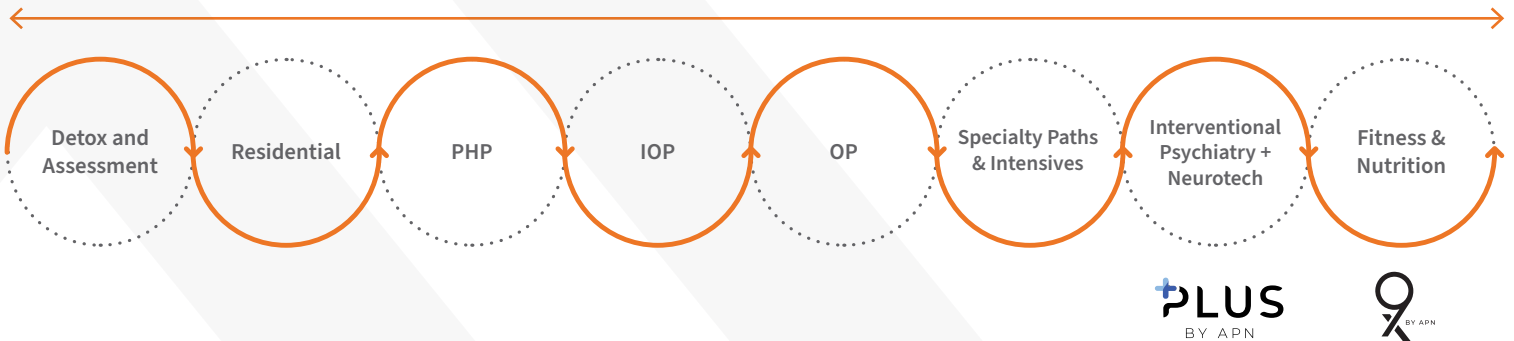 Detox and
Assessment
Residential
PHP
IOP
OP
Specialty Paths
& Intensives
Interventional
Psychiatry +
Neurotech
Fitness &
Nutrition
PLUS
BY APN
9x
BY APN